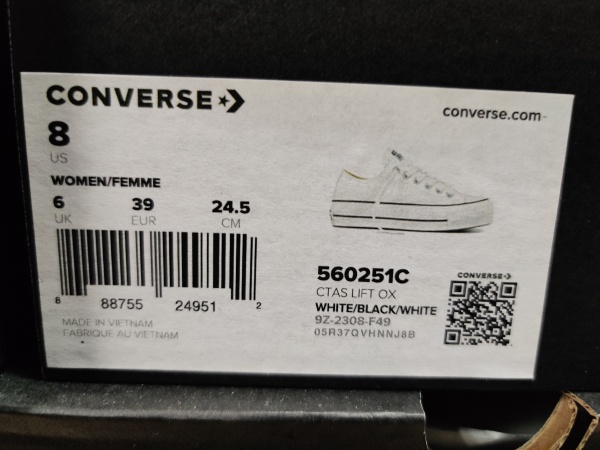 CONVERSE
converse.com
8
US
WOMEN/FEMME
6 39 24.5
UK EUR CM
8 88755 24951 2
MADE IN VIETNAM
FABRIQUE AU VIETNAM
560251C
CTAS LIFT OX
WHITE/BLACK/WHITE
9Z-2308-F49
05R37QVHNNJ8B
CONVERSE